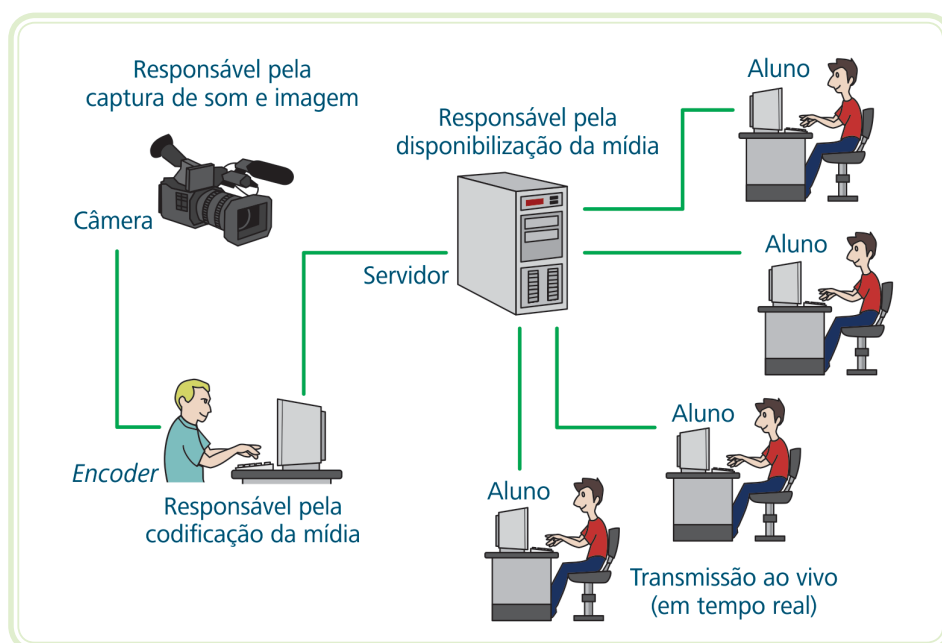 Responsável pela
captura de som e imagem
Câmera
Encoder
Responsável pela
codificação da mídia
Responsável pela
disponibilização da mídia
Servidor
Aluno
Aluno
Aluno
Aluno
Transmissão ao vivo
(em tempo real)